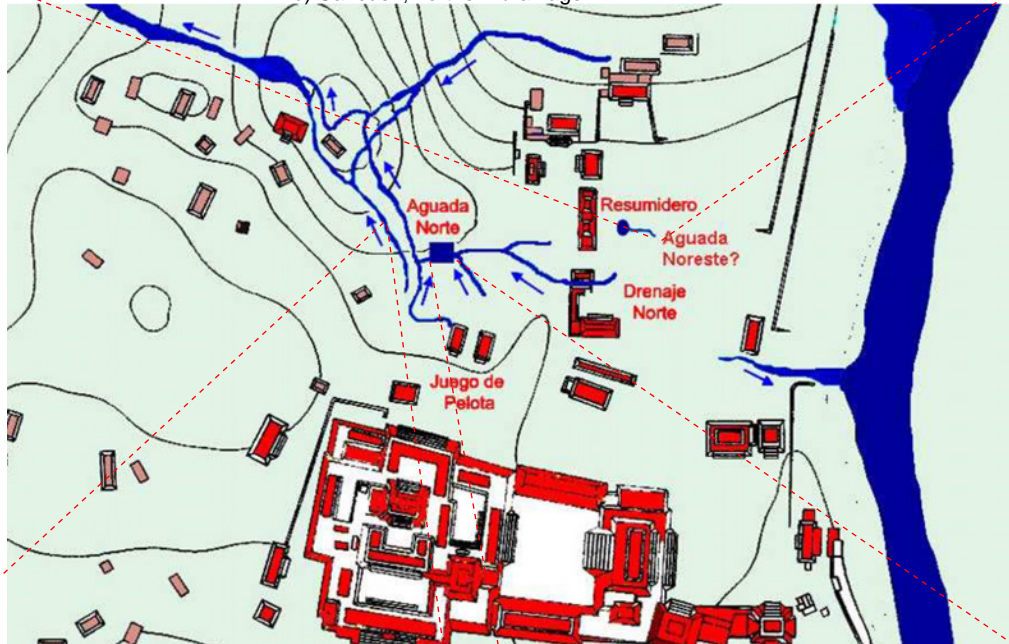 Aguada
Norte
Resumidero
Aguada
Noreste?
Drenaje
Norte
Juego de
Pelota